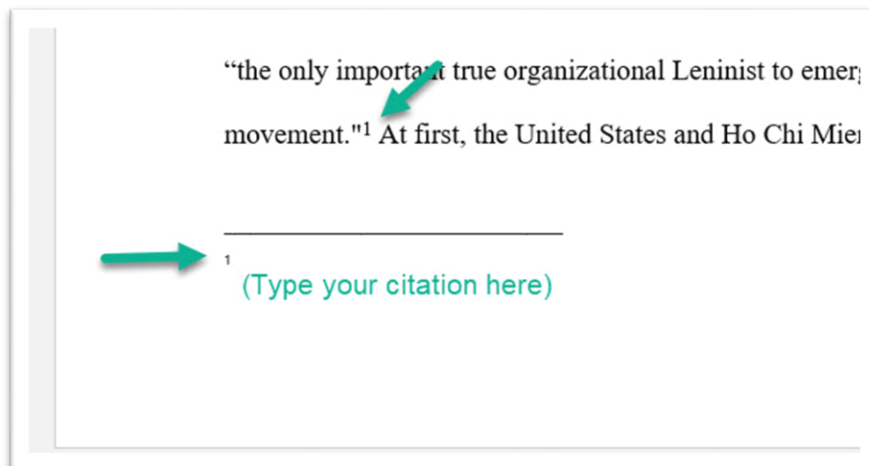 “the only important true organizational Leninist to emer
movement."1 At first, the United States and Ho Chi Mie
1
(Type your citation here)